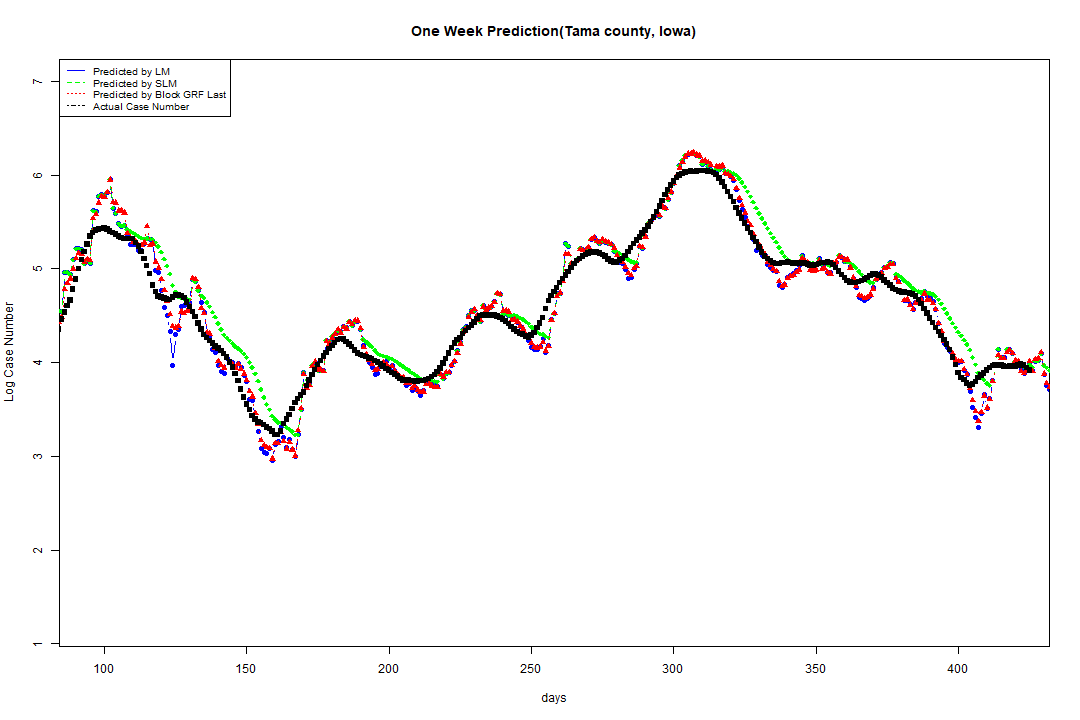 One Week Prediction(Tama county, Iowa)
Predicted by LM
Predicted by SLM
Predicted by Block GRF Last
Actual Case Number
7
6
5
4
3
2
1
Log Case Number
100 150 200 250 300 350 400
days